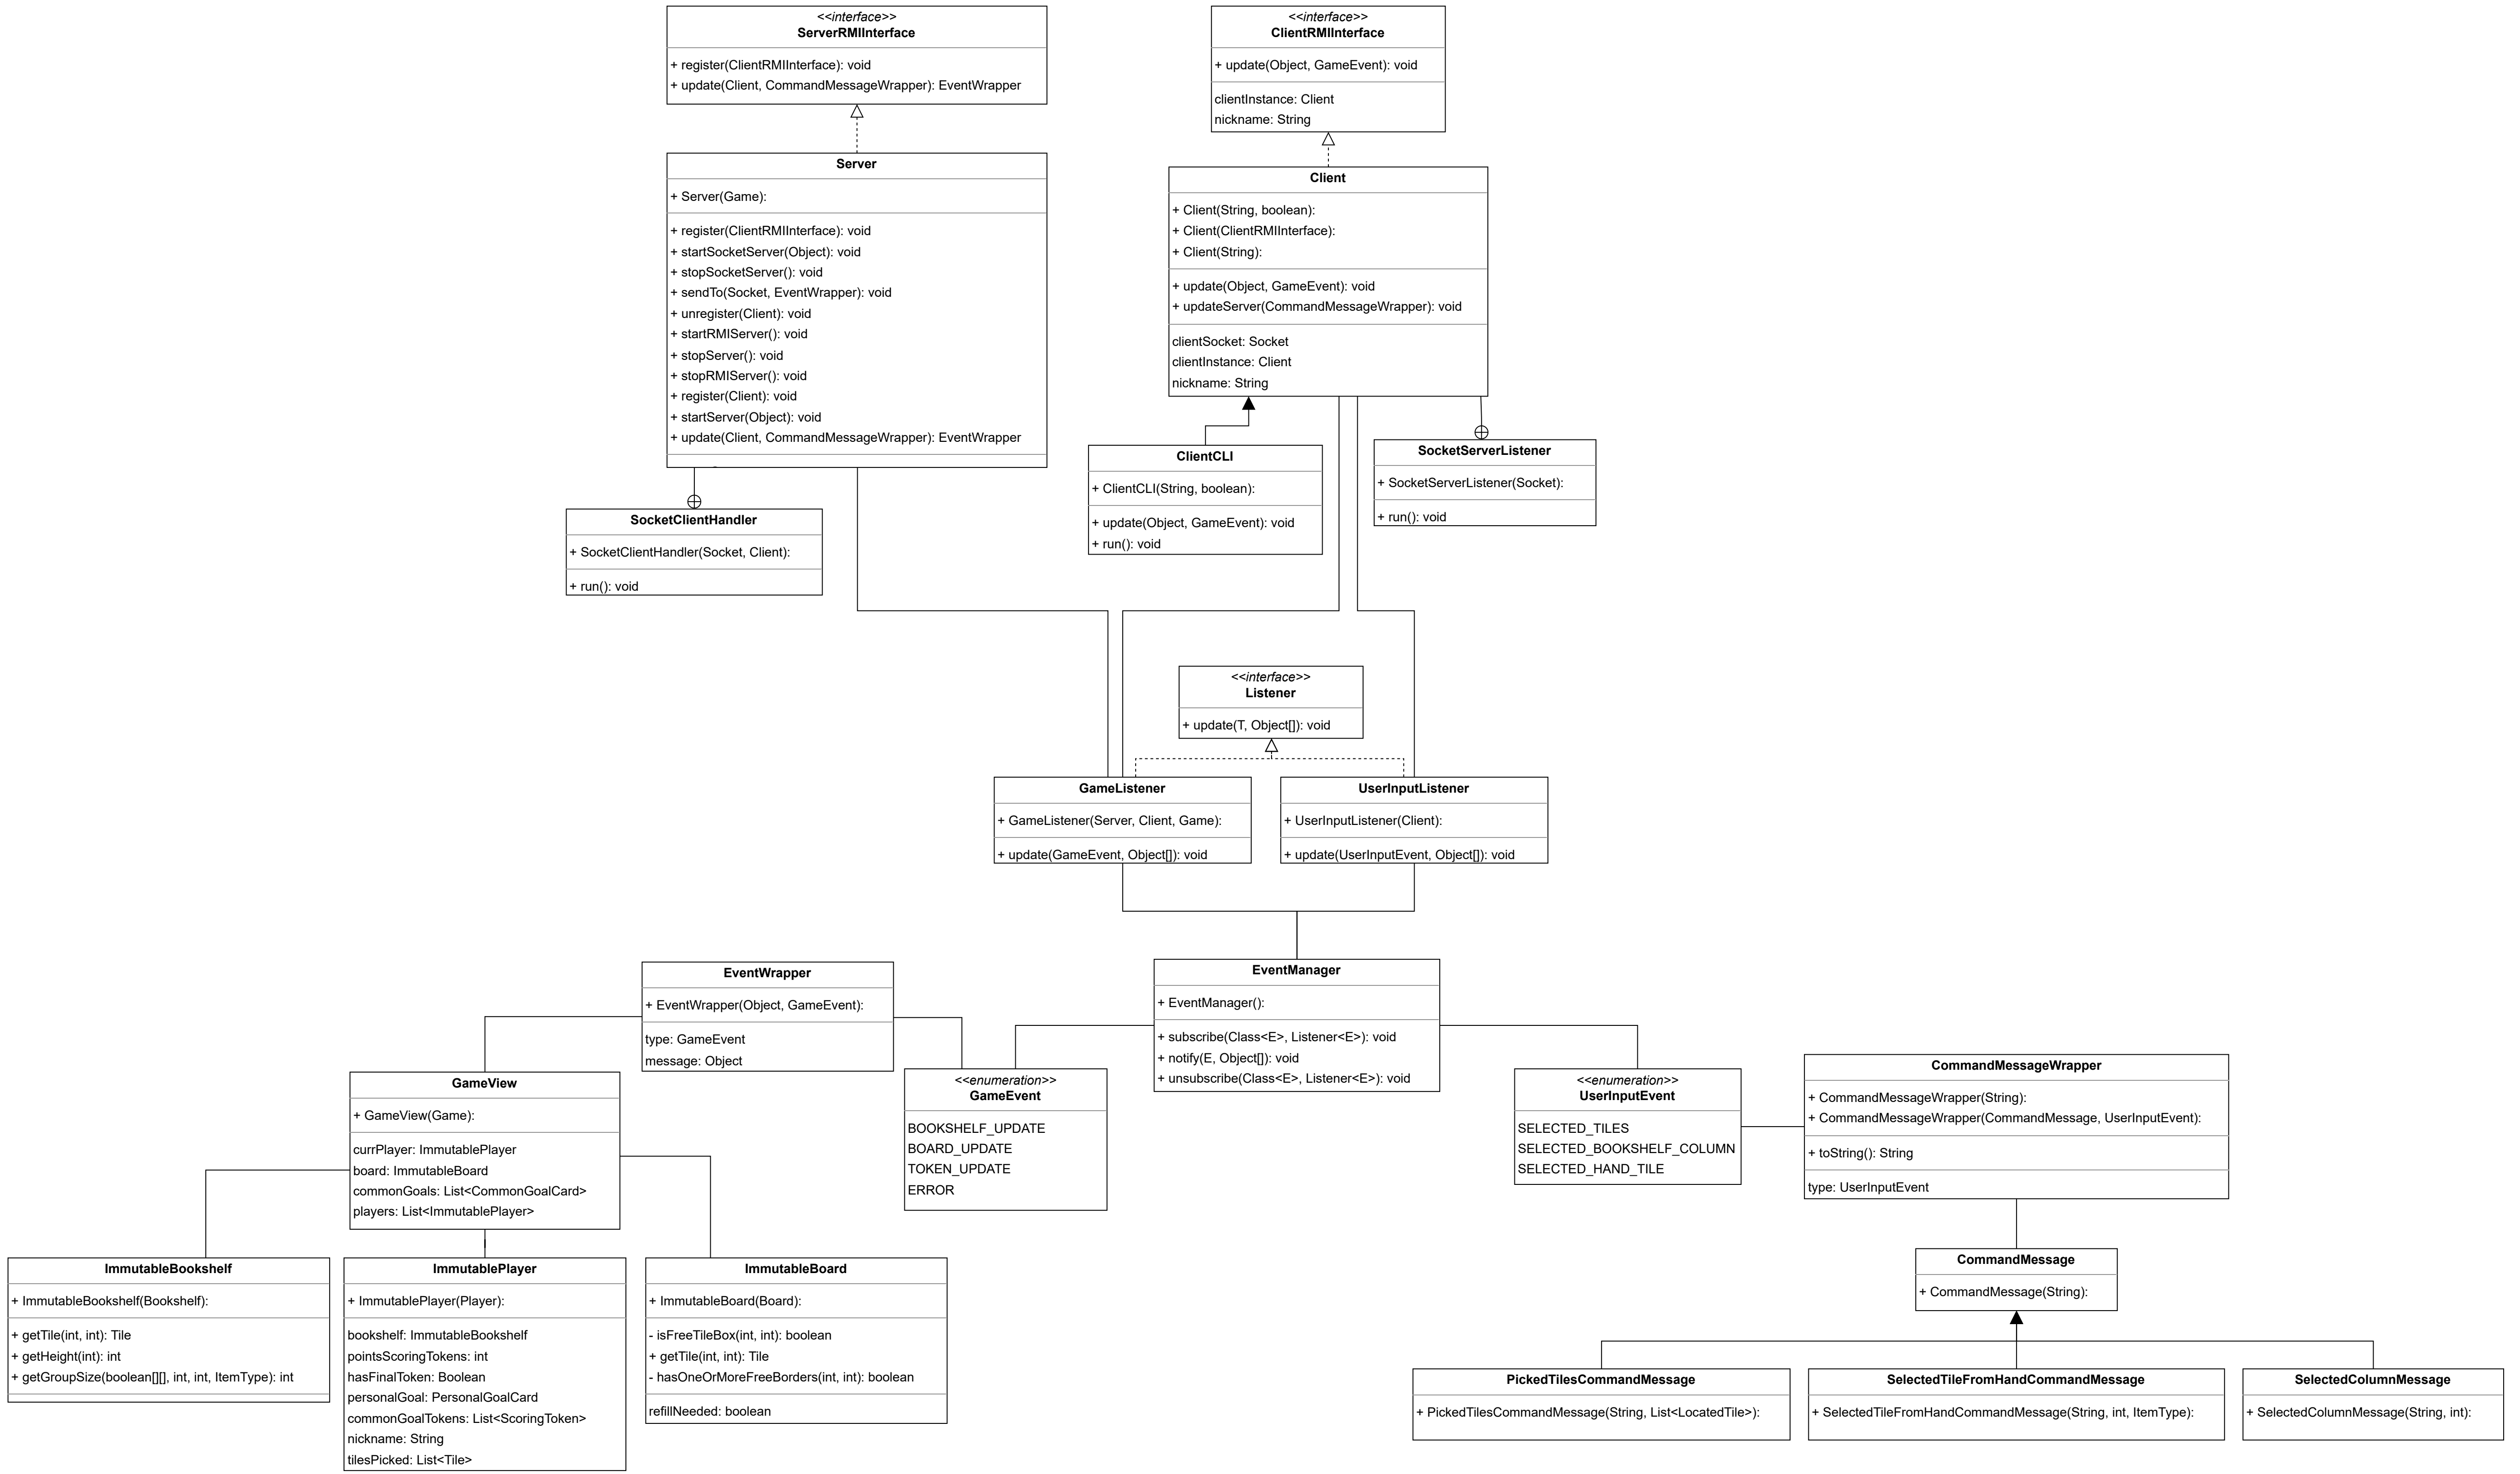 <<interface>>
ServerRMIInterface
+ register(ClientRMIInterface): void
+ update(Client, CommandMessageWrapper): EventWrapper
<<interface>>
ClientRMIInterface
+ update(Object, GameEvent): void
clientInstance: Client
nickname: String
Server
+ Server(Game):
+ register(ClientRMIInterface): void
+ startSocketServer(Object): void
+ stopSocketServer(): void
+ sendTo(Socket, EventWrapper): void
+ unregister(Client): void
+ startRMIServer(): void
+ stopServer(): void
+ stopRMIServer(): void
+ register(Client): void
+ startServer(Object): void
+ update(Client, CommandMessageWrapper): EventWrapper
Client
+ Client(String, boolean):
+ Client(ClientRMIInterface):
+ Client(String):
+ update(Object, GameEvent): void
+ updateServer(CommandMessageWrapper): void
clientSocket: Socket
clientInstance: Client
nickname: String
ClientCLI
+ ClientCLI(String, boolean):
+ update(Object, GameEvent): void
+ run(): void
SocketServerListener
+ SocketServerListener(Socket):
+ run(): void
SocketClientHandler
+ SocketClientHandler(Socket, Client):
+ run(): void
<<interface>>
Listener
+ update(T, Object[]): void
GameListener
+ GameListener(Server, Client, Game):
+ update(GameEvent, Object[]): void
UserInputListener
+ UserInputListener(Client):
+ update(UserInputEvent, Object[]): void
EventWrapper
+ EventWrapper(Object, GameEvent):
type: GameEvent
message: Object
EventManager
+ EventManager():
+ subscribe(Class<E>, Listener<E>): void
+ notify(E, Object[]): void
+ unsubscribe(Class<E>, Listener<E>): void
GameView
+ GameView(Game):
currPlayer: ImmutablePlayer
board: ImmutableBoard
commonGoals: List<CommonGoalCard>
players: List<ImmutablePlayer>
<<enumeration>>
GameEvent
BOOKSHELF_UPDATE
BOARD_UPDATE
TOKEN_UPDATE
ERROR
<<enumeration>>
UserInputEvent
SELECTED_TILES
SELECTED_BOOKSHELF_COLUMN
SELECTED_HAND_TILE
CommandMessageWrapper
+ CommandMessageWrapper(String):
+ CommandMessageWrapper(CommandMessage, UserInputEvent):
+ toString(): String
type: UserInputEvent
ImmutableBookshelf
+ ImmutableBookshelf(Bookshelf):
+ getTile(int, int): Tile
+ getHeight(int): int
+ getGroupSize(boolean[][], int, int, ItemType): int
ImmutablePlayer
+ ImmutablePlayer(Player):
bookshelf: ImmutableBookshelf
pointsScoringTokens: int
hasFinalToken: Boolean
personalGoal: PersonalGoalCard
commonGoalTokens: List<ScoringToken>
nickname: String
tilesPicked: List<Tile>
ImmutableBoard
+ ImmutableBoard(Board):
- isFreeTileBox(int, int): boolean
+ getTile(int, int): Tile
- hasOneOrMoreFreeBorders(int, int): boolean
refillNeeded: boolean
CommandMessage
+ CommandMessage(String):
PickedTilesCommandMessage
+ PickedTilesCommandMessage(String, List<LocatedTile>):
SelectedTileFromHandCommandMessage
+ SelectedTileFromHandCommandMessage(String, int, ItemType):
SelectedColumnMessage
+ SelectedColumnMessage(String, int):